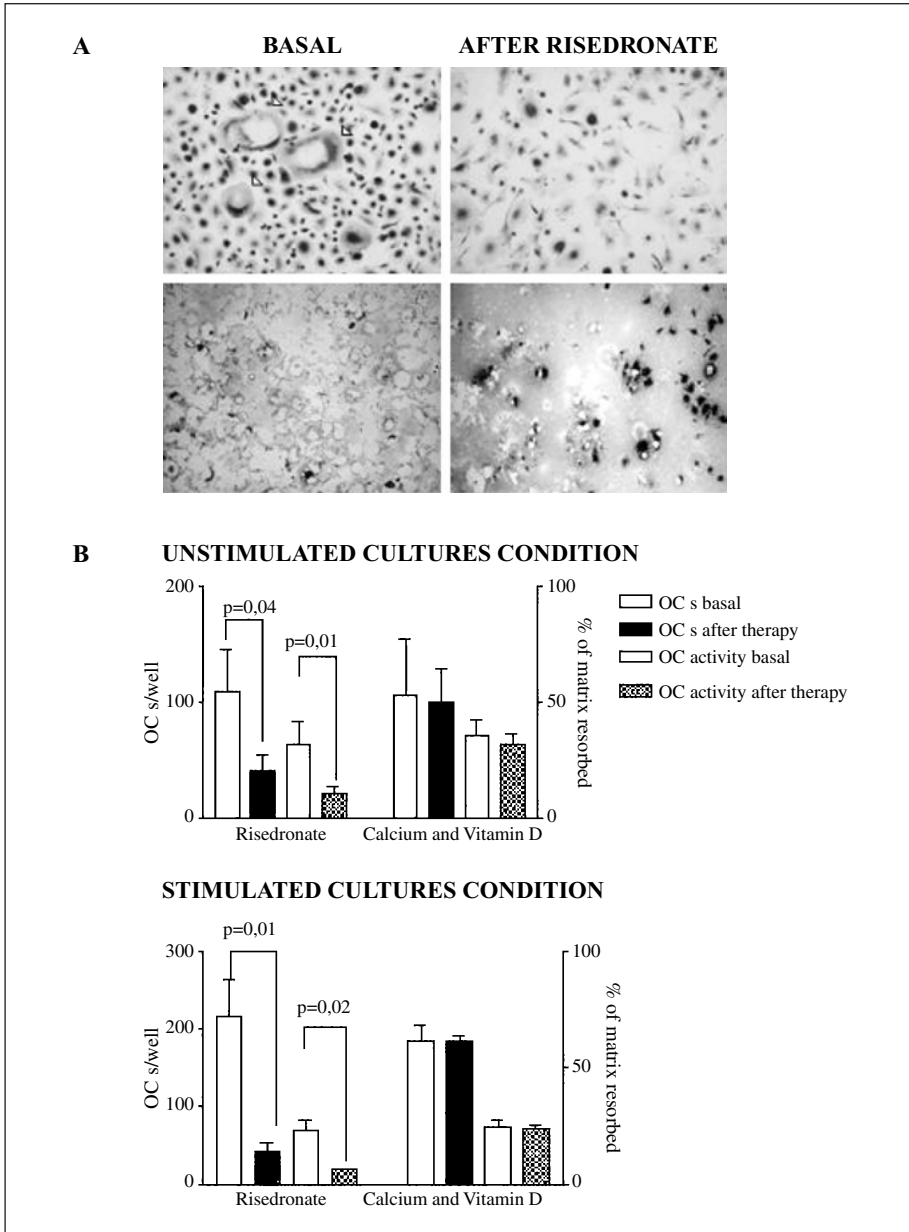 A
BASAL
AFTER RISEDRONATE
B
UNSTIMULATED CULTURES CONDITION
200
100
0
OC s/well
p=0,04
p=0,01
100
50
0
% of matrix resorbed
Risedronate
Calcium and Vitamin D
OC s basal
OC s after therapy
OC activity basal
OC activity after therapy
STIMULATED CULTURES CONDITION
300
200
100
0
OC s/well
p=0,01
p=0,02
100
50
0
% of matrix resorbed
Risedronate
Calcium and Vitamin D